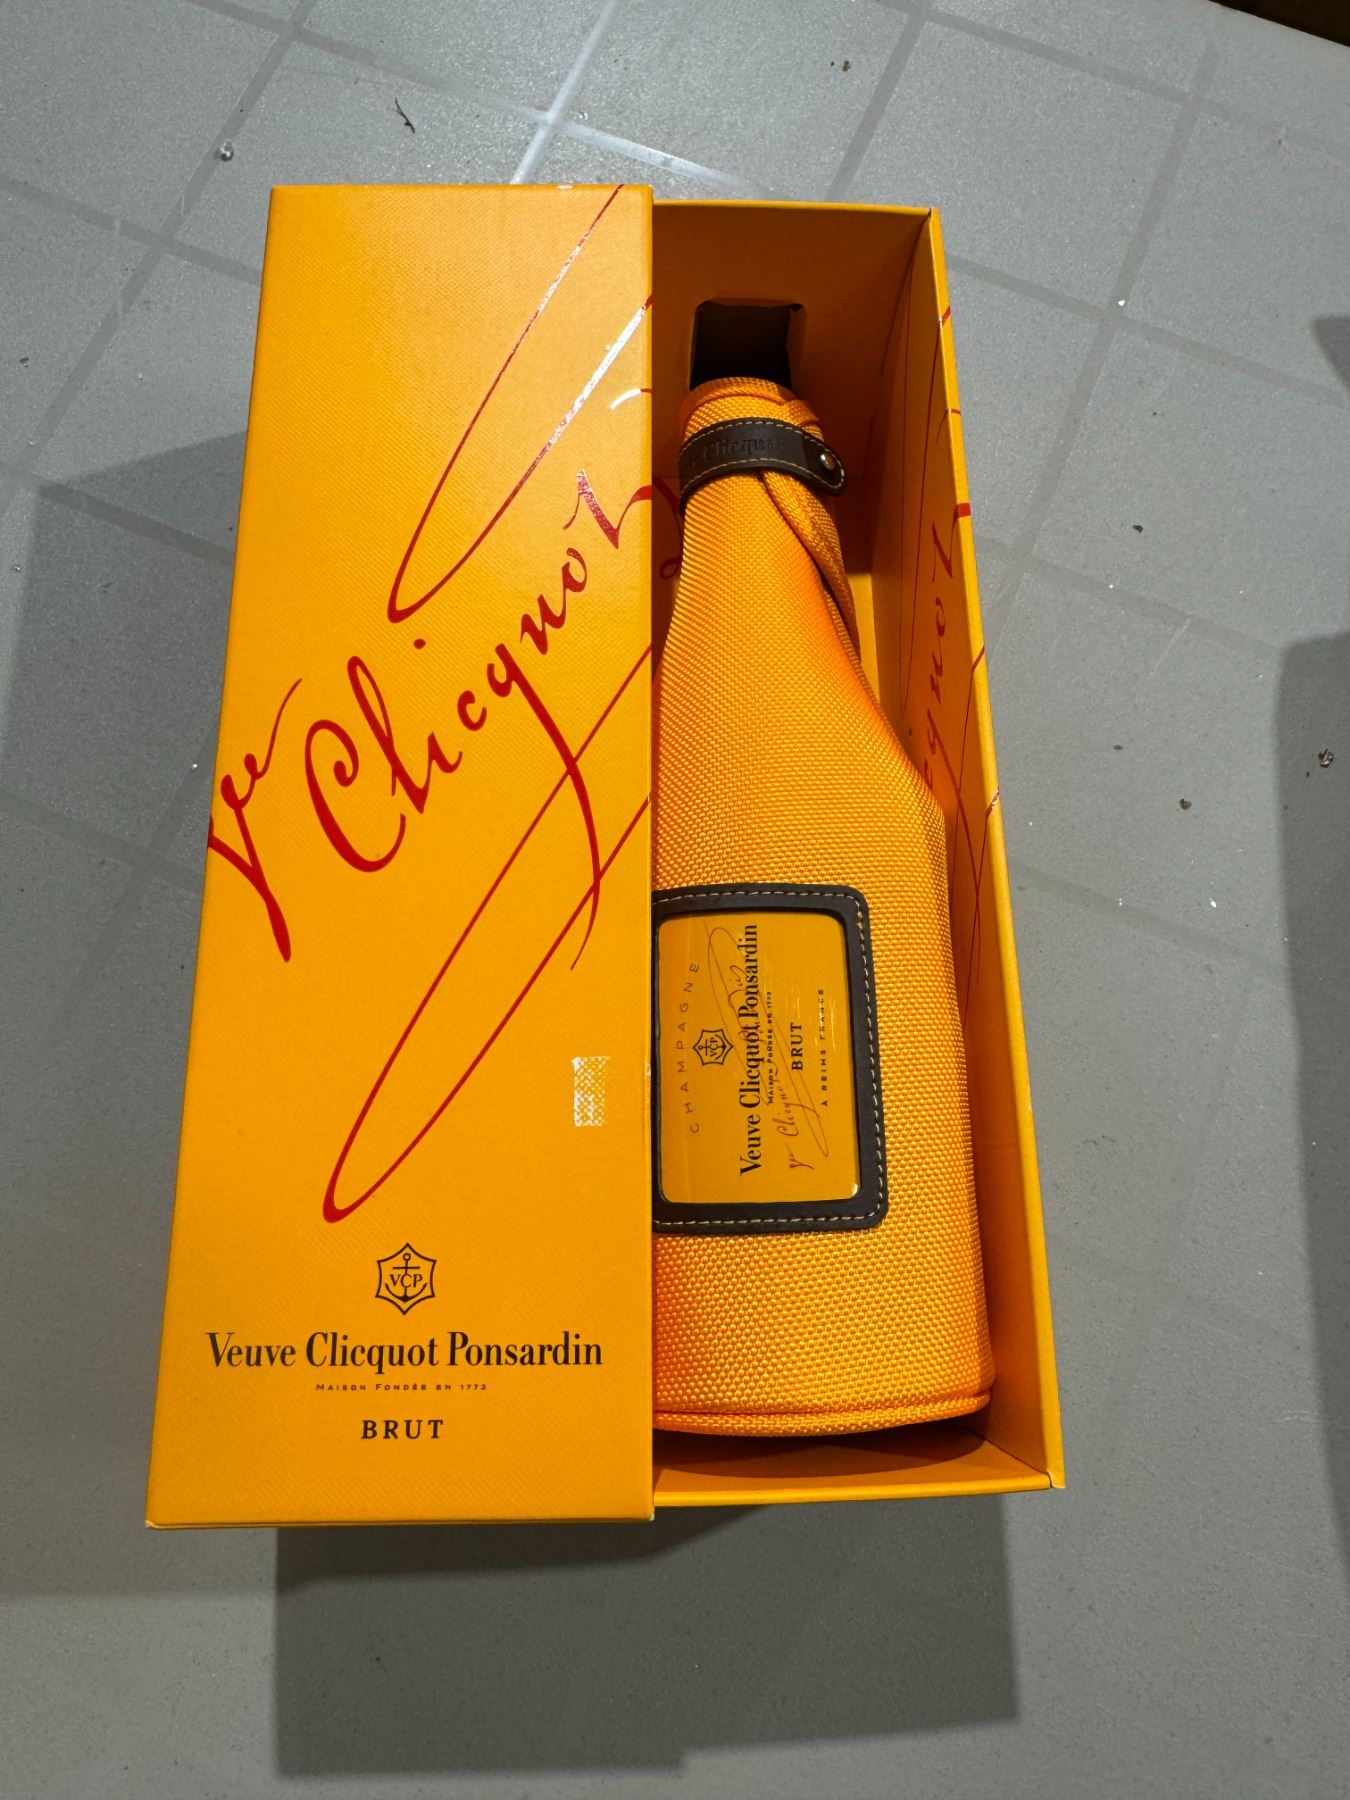 Vve Clicquot
VCP
Veuve Clicquot Ponsardin
MAISON FONDÉE EN 1772
BRUT
Clicquot
CHAMPAGNE
VCP
Veuve Clicquot Ponsardin
MAISON FONDÉE EN 1772
BRUT
À REIMS FRANCE